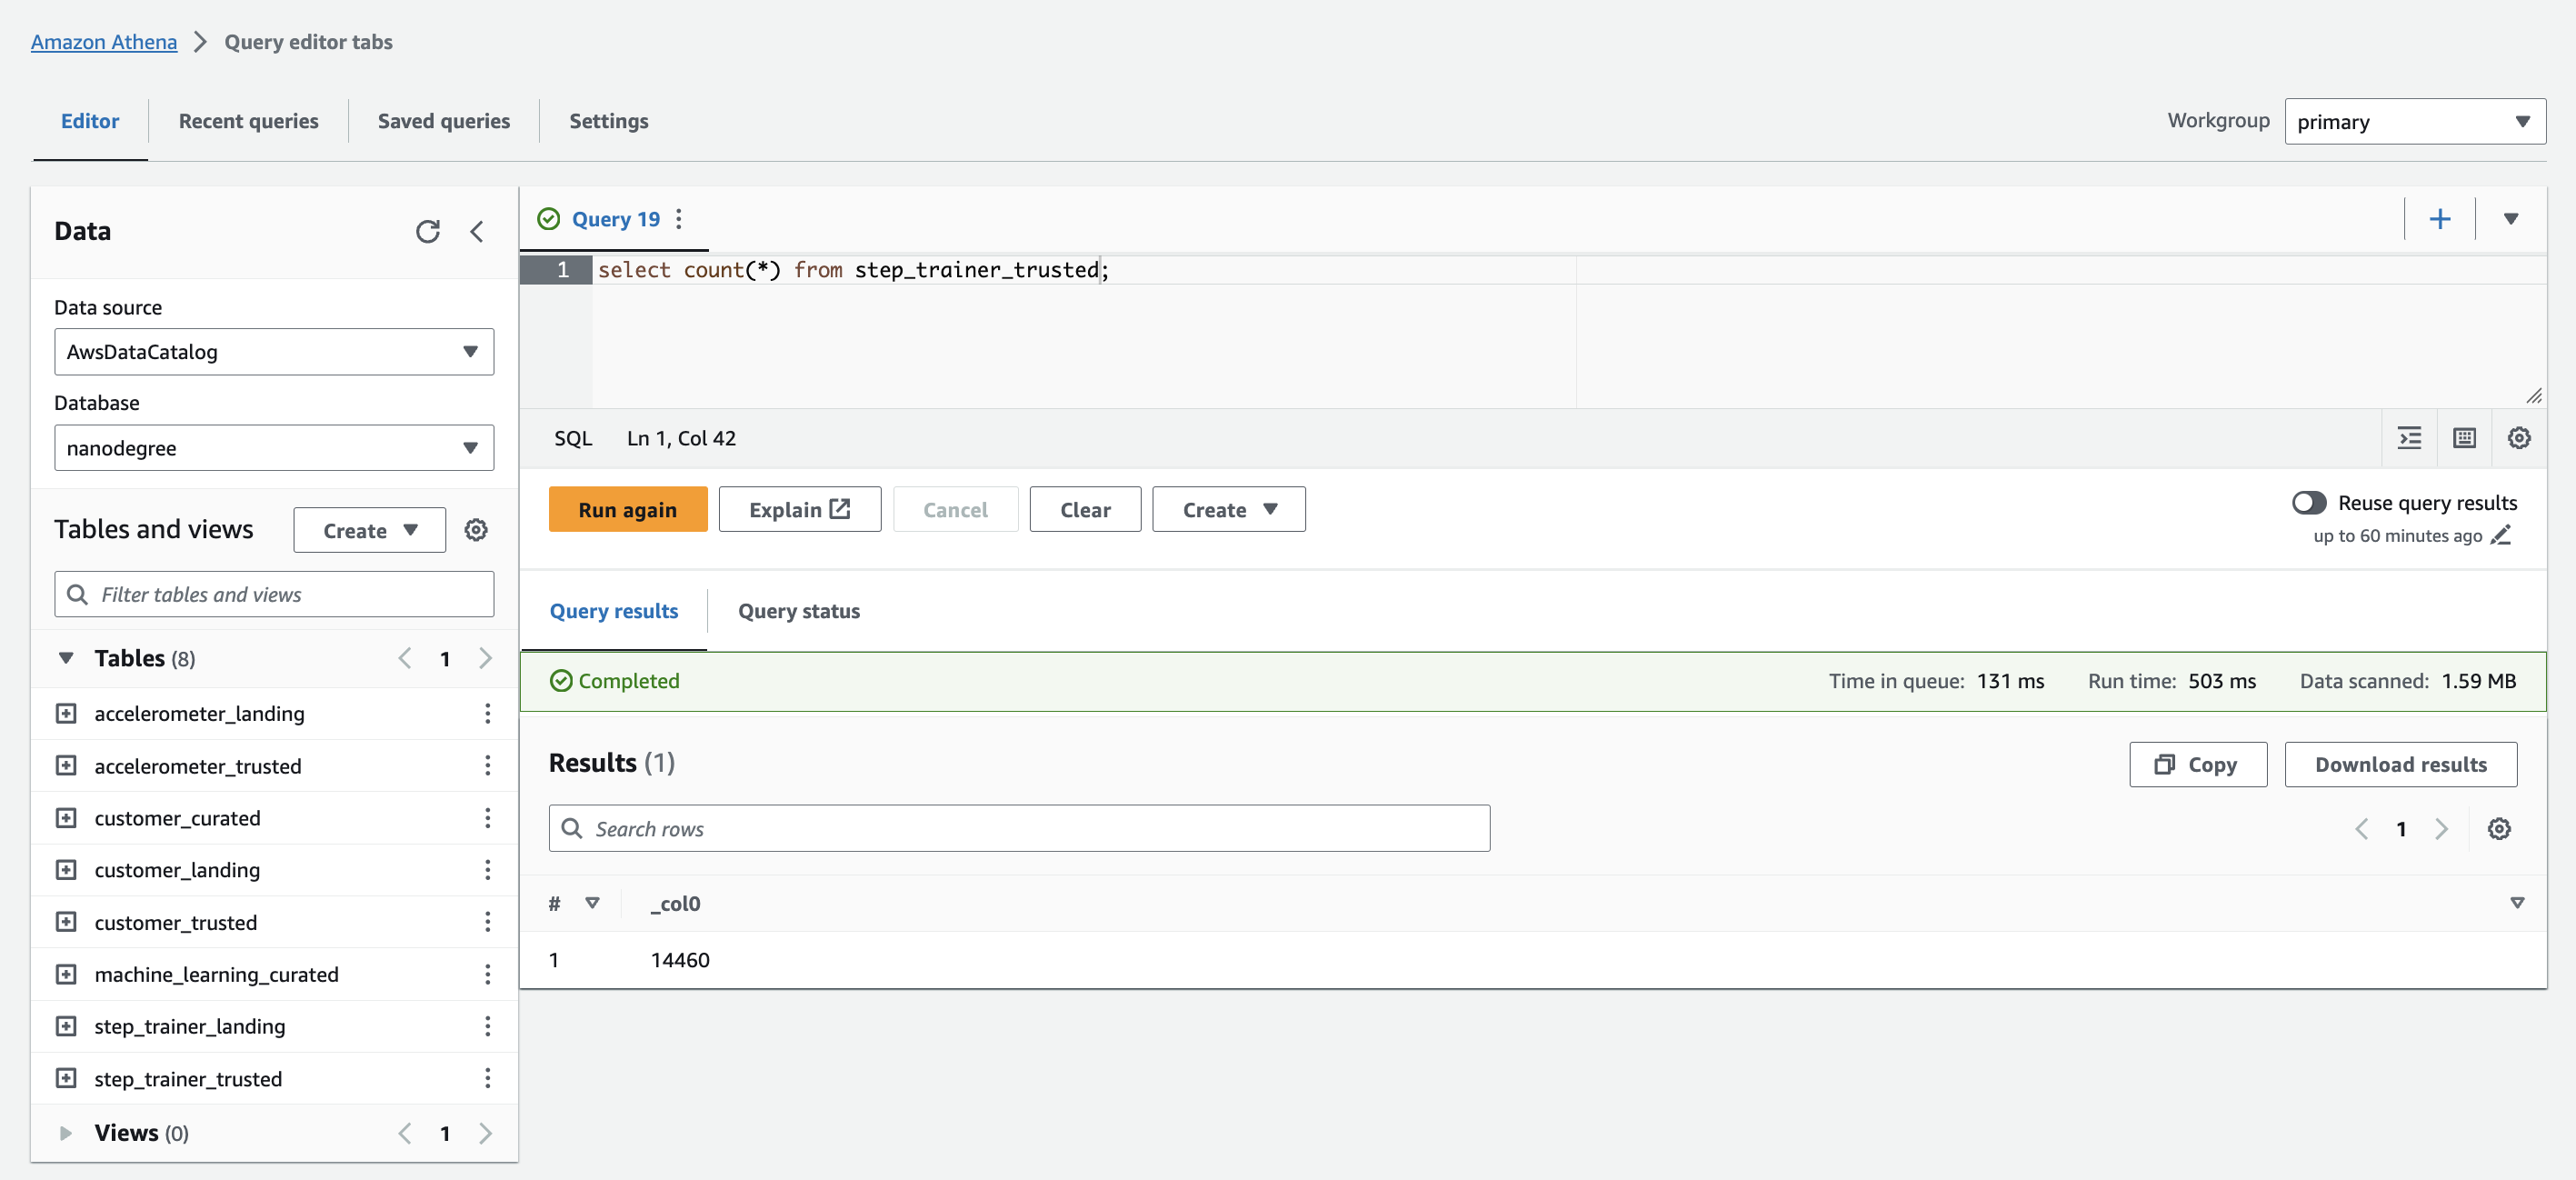 Amazon Athena > Query editor tabs
Editor Recent queries Saved queries Settings
Workgroup primary
Data
Data source
AwsDataCatalog
Database
nanodegree
Tables and views Create
Filter tables and views
Tables (8) 1
accelerometer_landing
accelerometer_trusted
customer_curated
customer_landing
customer_trusted
machine_learning_curated
step_trainer_landing
step_trainer_trusted
Views (0) 1
Query 19
1 select count(*) from step_trainer_trusted;
SQL Ln 1, Col 42
Run again Explain Cancel Clear Create
Reuse query results
up to 60 minutes ago
Query results Query status
Completed Time in queue: 131 ms Run time: 503 ms Data scanned: 1.59 MB
Results (1) Copy Download results
Search rows 1
# _col0
1 14460